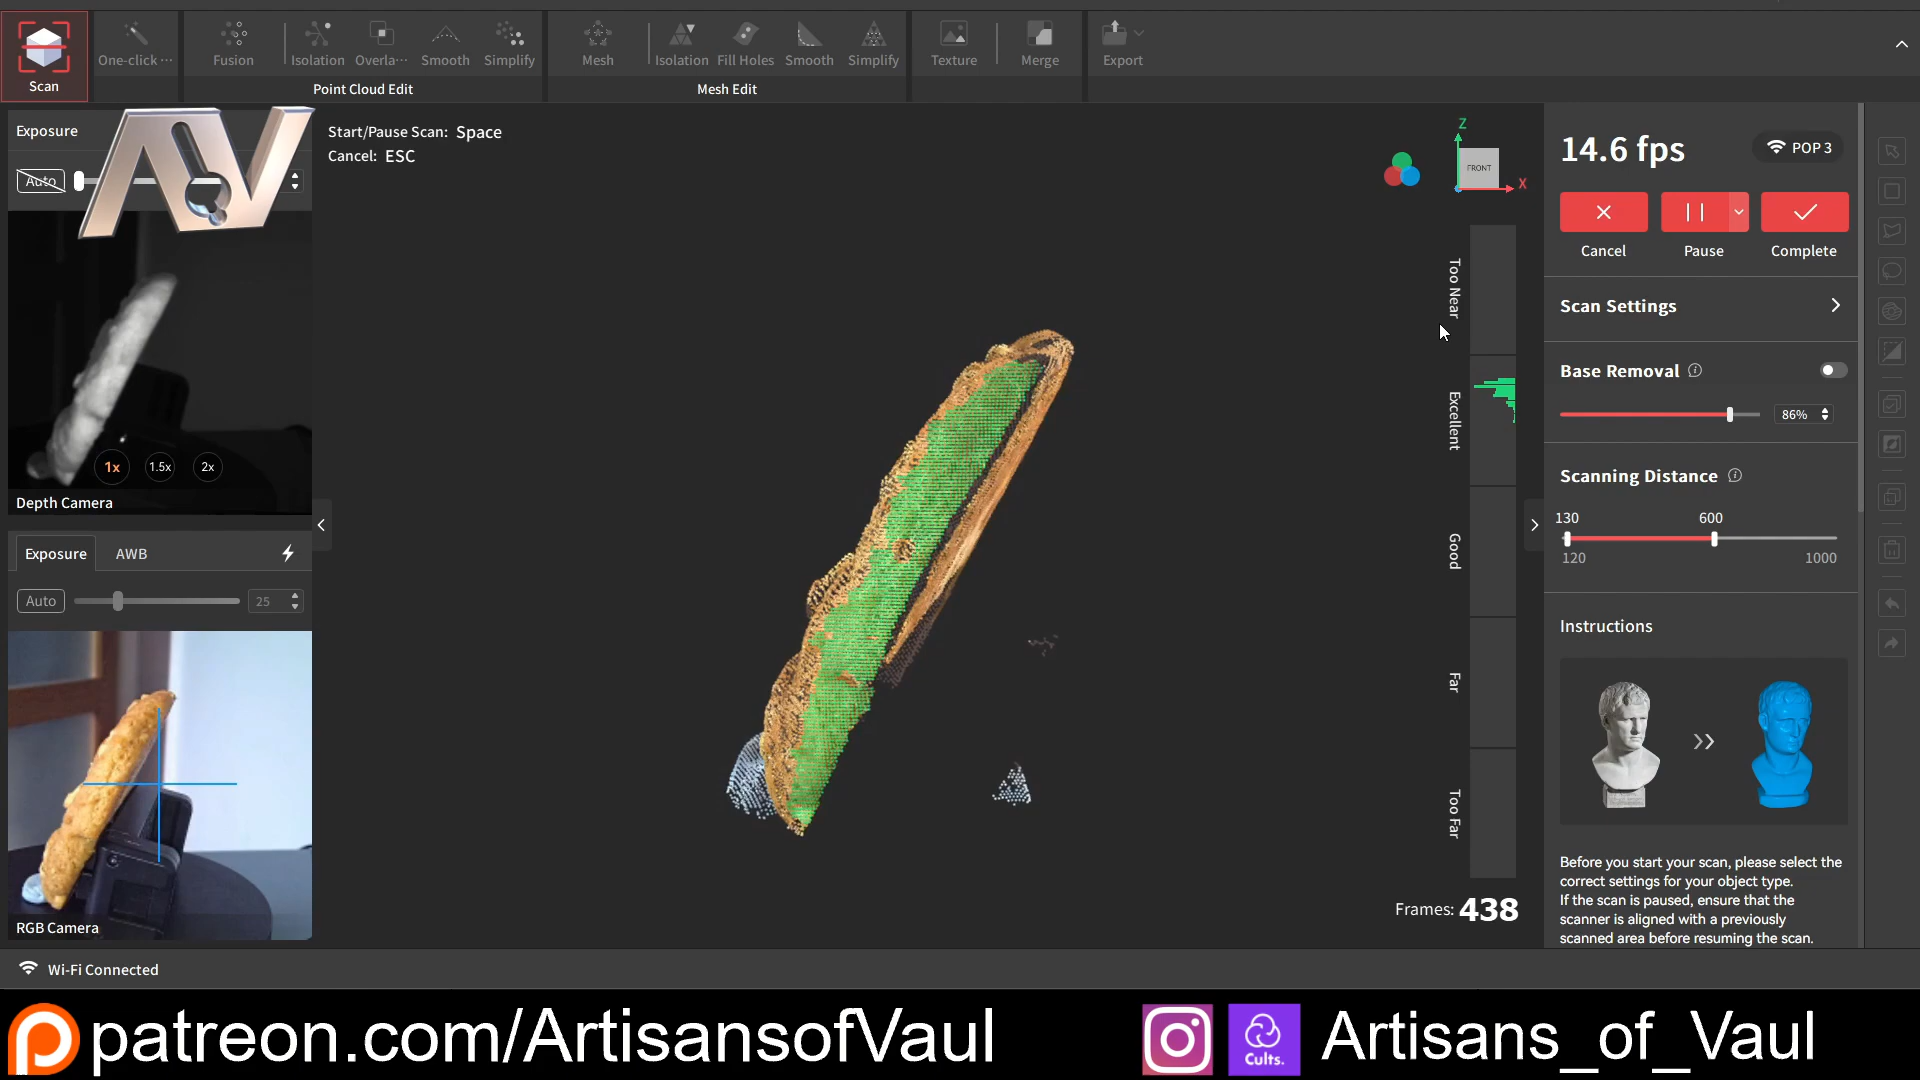 Scan
One-click ···
Fusion
Isolation
Overla···
Smooth
Simplify
Point Cloud Edit
Mesh
Isolation
Fill Holes
Smooth
Simplify
Mesh Edit
Texture
Merge
Export
Exposure
Auto
AV
1x
1.5x
2x
Depth Camera
Exposure
AWB
Auto
25
RGB Camera
Start/Pause Scan: Space
Cancel: ESC
Z
FRONT
X
Too Near
Excellent
Good
Far
Too Far
Frames: 438
14.6 fps
POP 3
Cancel
Pause
Complete
Scan Settings
Base Removal
86%
Scanning Distance
130
600
120
1000
Instructions
Before you start your scan, please select the
correct settings for your object type.
If the scan is paused, ensure that the
scanner is aligned with a previously
scanned area before resuming the scan.
Wi-Fi Connected
patreon.com/ArtisansofVaul
Cults.
Artisans_of_Vaul